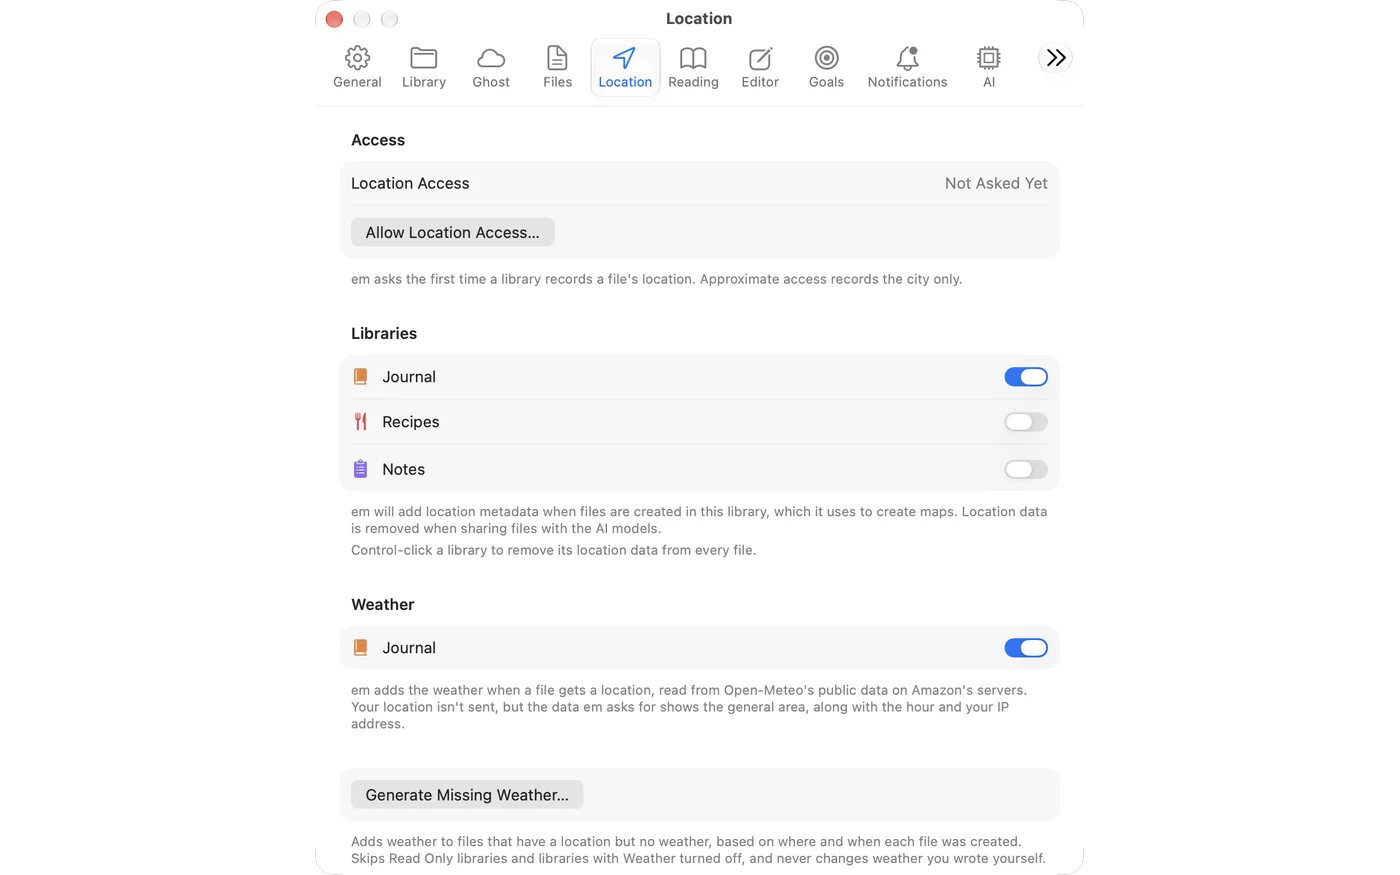 Location
General
Library
Ghost
Files
Location
Reading
Editor
Goals
Notifications
AI
Access
Location Access
Not Asked Yet
Allow Location Access...
em asks the first time a library records a file's location. Approximate access records the city only.
Libraries
Journal
Recipes
Notes
em will add location metadata when files are created in this library, which it uses to create maps. Location data
is removed when sharing files with the AI models.
Control-click a library to remove its location data from every file.
Weather
Journal
em adds the weather when a file gets a location, read from Open-Meteo's public data on Amazon's servers.
Your location isn't sent, but the data em asks for shows the general area, along with the hour and your IP
address.
Generate Missing Weather...
Adds weather to files that have a location but no weather, based on where and when each file was created.
Skips Read Only libraries and libraries with Weather turned off, and never changes weather you wrote yourself.